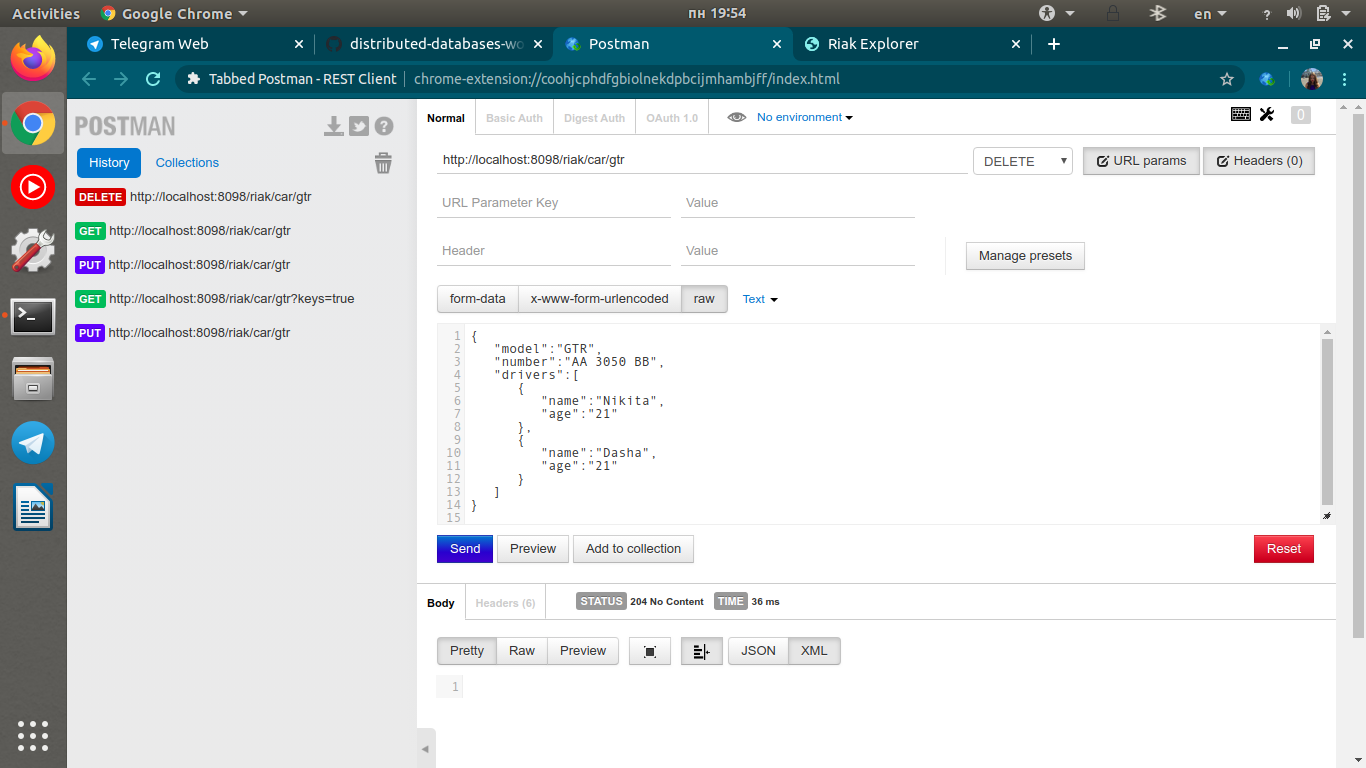 Activities Google Chrome пн 19:54 en ?
Telegram Web distributed-databases-wo Postman Riak Explorer
Tabbed Postman - REST Client chrome-extension://coohjcphdfgbiolnekdpbcijmhambjff/index.html
POSTMAN ?
History Collections
DELETE http://localhost:8098/riak/car/gtr
GET http://localhost:8098/riak/car/gtr
PUT http://localhost:8098/riak/car/gtr
GET http://localhost:8098/riak/car/gtr?keys=true
PUT http://localhost:8098/riak/car/gtr
Normal Basic Auth Digest Auth OAuth 1.0 No environment 0
http://localhost:8098/riak/car/gtr DELETE URL params Headers (0)
URL Parameter Key Value
Header Value Manage presets
form-data x-www-form-urlencoded raw Text
1 {
2 "model":"GTR",
3 "number":"AA 3050 BB",
4 "drivers":[
5 {
6 "name":"Nikita",
7 "age":"21"
8 },
9 {
10 "name":"Dasha",
11 "age":"21"
12 }
13 ]
14 }
15
Send Preview Add to collection Reset
Body Headers (6) STATUS 204 No Content TIME 36 ms
Pretty Raw Preview JSON XML
1